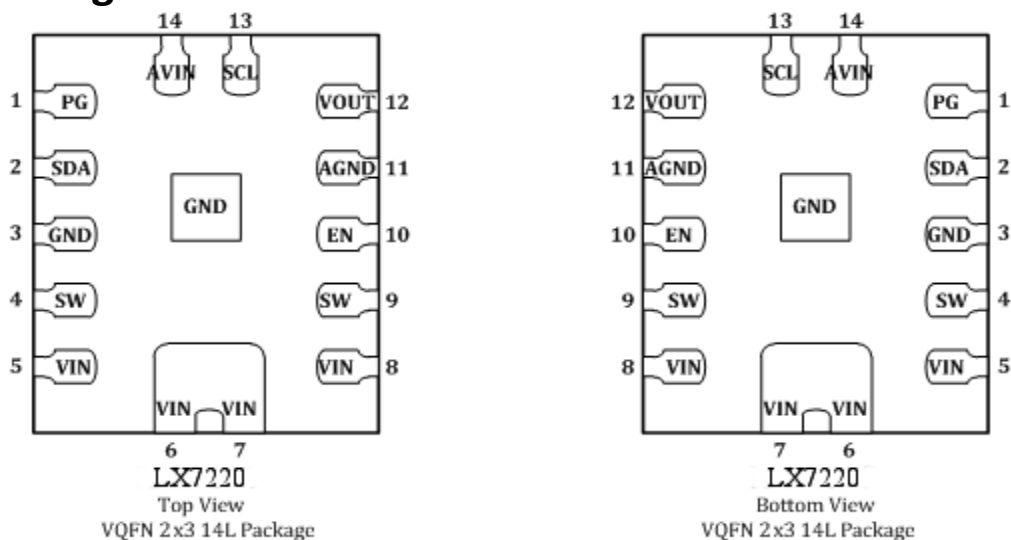 g
14 13
AVIN SCL
1 PG VOUT 12
2 SDA AGND 11
GND
3 GND EN 10
4 SW SW 9
5 VIN VIN 8
VIN VIN
6 7
LX7220
Top View
VQFN 2x3 14L Package
13 14
SCL AVIN
12 VOUT PG 1
11 AGND SDA 2
GND
10 EN GND 3
9 SW SW 4
8 VIN VIN 5
VIN VIN
7 6
LX7220
Bottom View
VQFN 2x3 14L Package